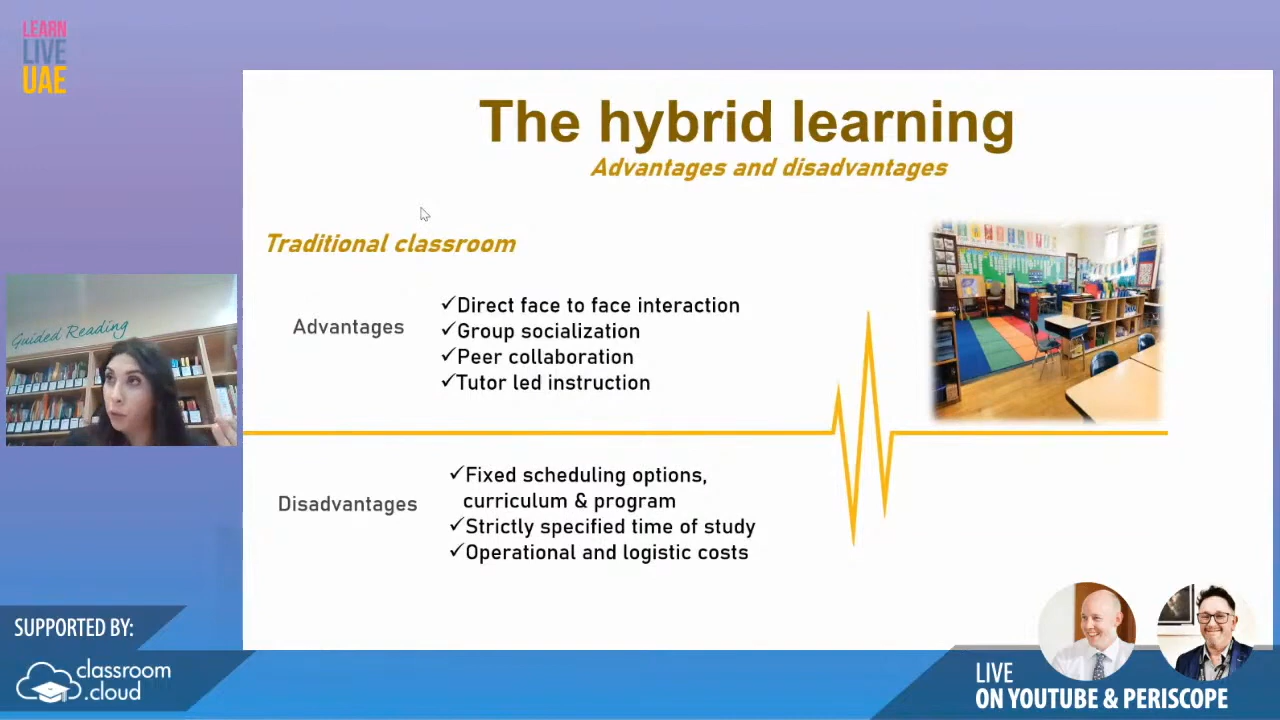 LEARN
LIVE
UAE
The hybrid learning
Advantages and disadvantages
Traditional classroom
Advantages
✓Direct face to face interaction
✓Group socialization
✓Peer collaboration
✓Tutor led instruction
Guided Reading
Disadvantages
✓Fixed scheduling options,
curriculum & program
✓Strictly specified time of study
✓Operational and logistic costs
SUPPORTED BY:
classroom
.cloud
LIVE
ON YOUTUBE & PERISCOPE